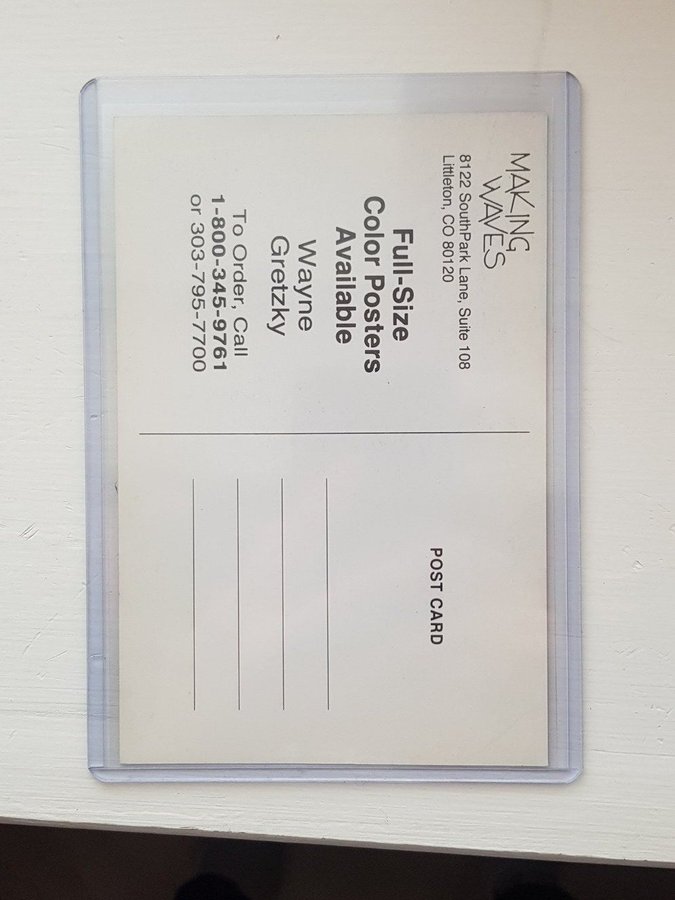 MAKING
WAVES
8122 SouthPark Lane, Suite 108
Littleton, CO 80120
Full-Size
Color Posters
Available
Wayne
Gretzky
To Order, Call
1-800-345-9761
or 303-795-7700
POST CARD